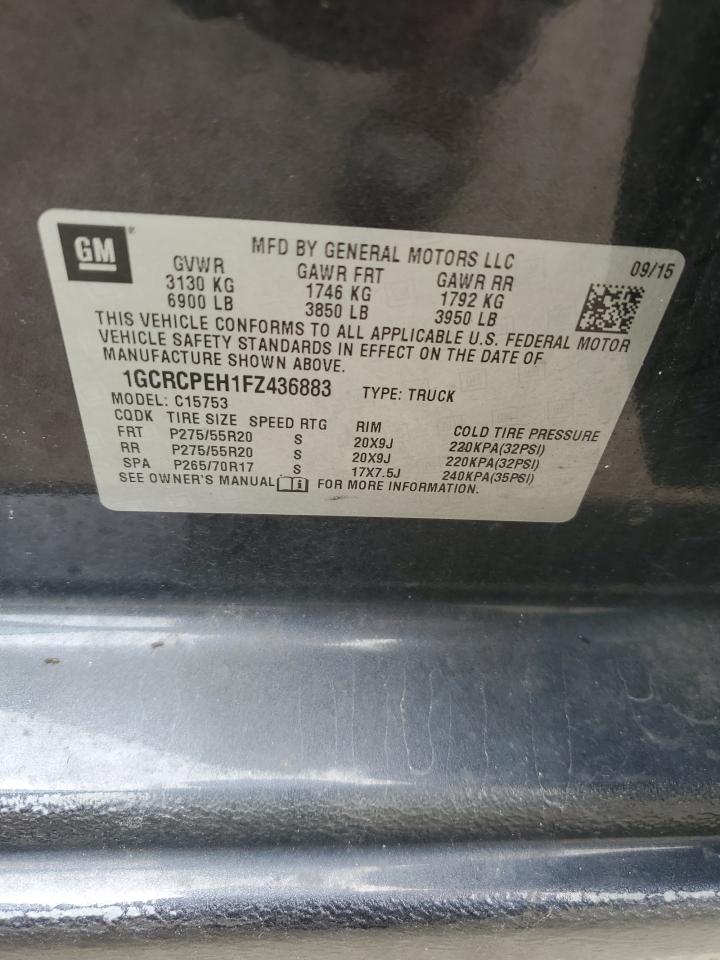 GM ®
MFD BY GENERAL MOTORS LLC 09/15
GVWR GAWR FRT GAWR RR
3130 KG 1746 KG 1792 KG
6900 LB 3850 LB 3950 LB
THIS VEHICLE CONFORMS TO ALL APPLICABLE U.S. FEDERAL MOTOR
VEHICLE SAFETY STANDARDS IN EFFECT ON THE DATE OF
MANUFACTURE SHOWN ABOVE.
1GCRCPEH1FZ436883 TYPE: TRUCK
MODEL: C15753
CQDK TIRE SIZE SPEED RTG RIM COLD TIRE PRESSURE
FRT P275/55R20 S 20X9J 220KPA(32PSI)
RR P275/55R20 S 20X9J 220KPA(32PSI)
SPA P265/70R17 S 17X7.5J 240KPA(35PSI)
SEE OWNER'S MANUAL i FOR MORE INFORMATION.